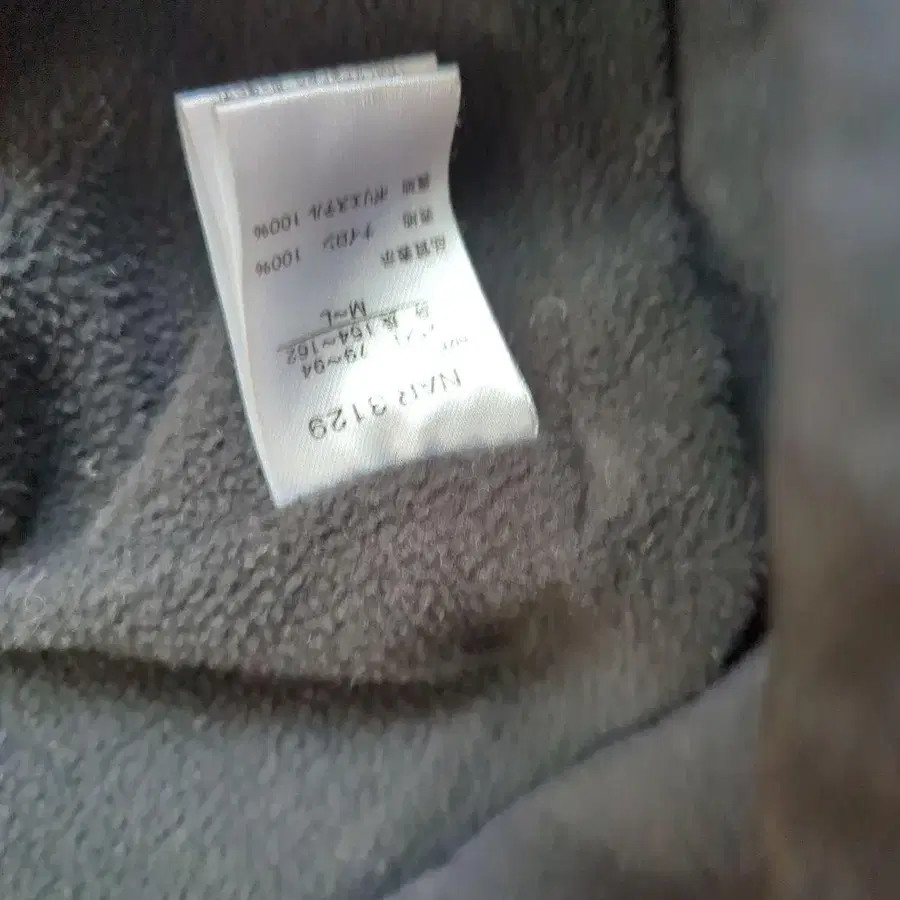 NAR 3129
バスト 79~94
身長 154~162
M~L
品質表示
表地 ナイロン 100%
裏地 ポリエステル 100%